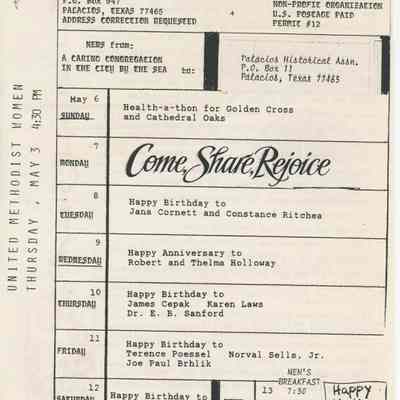 P.O. BOX 847
PALACIOS, TEXAS 77465
ADDRESS CORRECTION REQUESTED
NON-PROFIT ORGANIZATION
U.S. POSTAGE PAID
PERMIT #12
NEWS from:
A CARING CONGREGATION
IN THE CITY BY THE SEA
to:
Palacios Historical Assn.
P.O. Box 11
Palacios, Texas 77465
UNITED METHODIST WOMEN
THURSDAY, MAY 3 4:30 PM
May 6
SUNDAY
Health-a-thon for Golden Cross
and Cathedral Oaks
7
MONDAY
Come, Share, Rejoice
8
TUESDAY
Happy Birthday to
Jana Cornett and Constance Ritchea
9
WEDNESDAY
Happy Anniversary to
Robert and Thelma Holloway
10
THURSDAY
Happy Birthday to
James Cepak Karen Laws
Dr. E. B. Sanford
11
FRIDAY
Happy Birthday to
Terence Poessel Norval Sells, Jr.
Joe Paul Brhlik
12
SATURDAY
Happy Birthday to
MEN'S
BREAKFAST
13 7:30
Happy